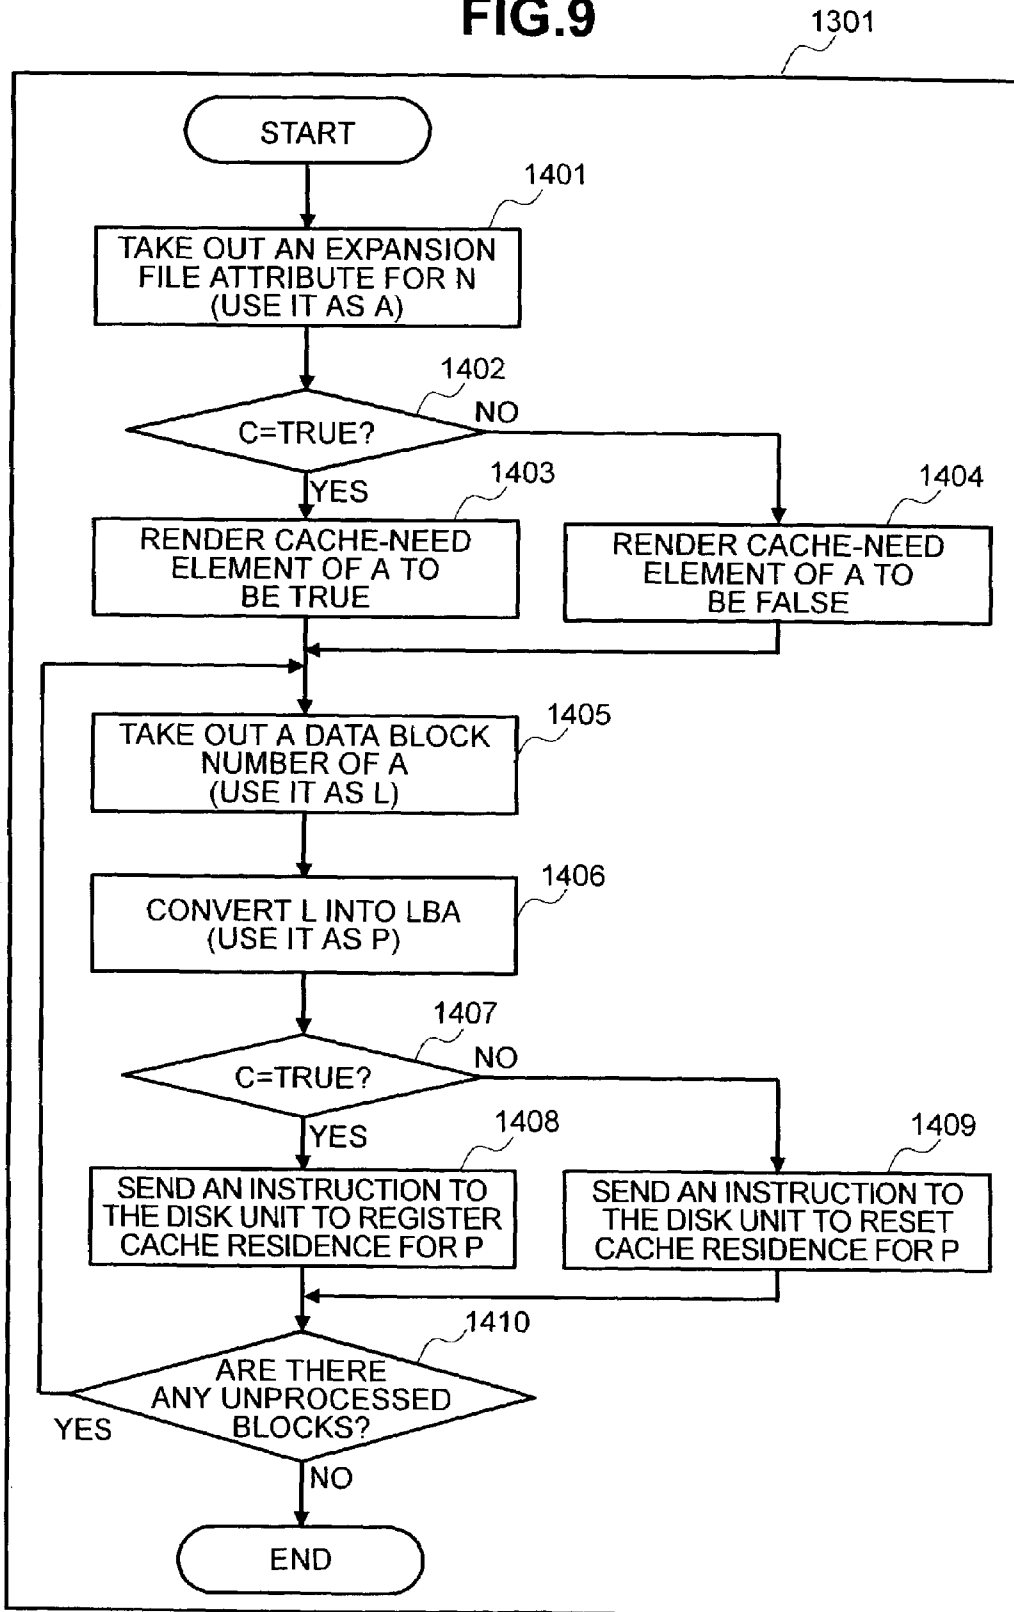 FIG.9
1301
START
1401
TAKE OUT AN EXPANSION
FILE ATTRIBUTE FOR N
(USE IT AS A)
1402
C=TRUE?
NO
YES
1403
RENDER CACHE-NEED
ELEMENT OF A TO
BE TRUE
1404
RENDER CACHE-NEED
ELEMENT OF A TO
BE FALSE
1405
TAKE OUT A DATA BLOCK
NUMBER OF A
(USE IT AS L)
1406
CONVERT L INTO LBA
(USE IT AS P)
1407
C=TRUE?
NO
YES
1408
SEND AN INSTRUCTION TO
THE DISK UNIT TO REGISTER
CACHE RESIDENCE FOR P
1409
SEND AN INSTRUCTION TO
THE DISK UNIT TO RESET
CACHE RESIDENCE FOR P
1410
ARE THERE
ANY UNPROCESSED
BLOCKS?
YES
NO
END